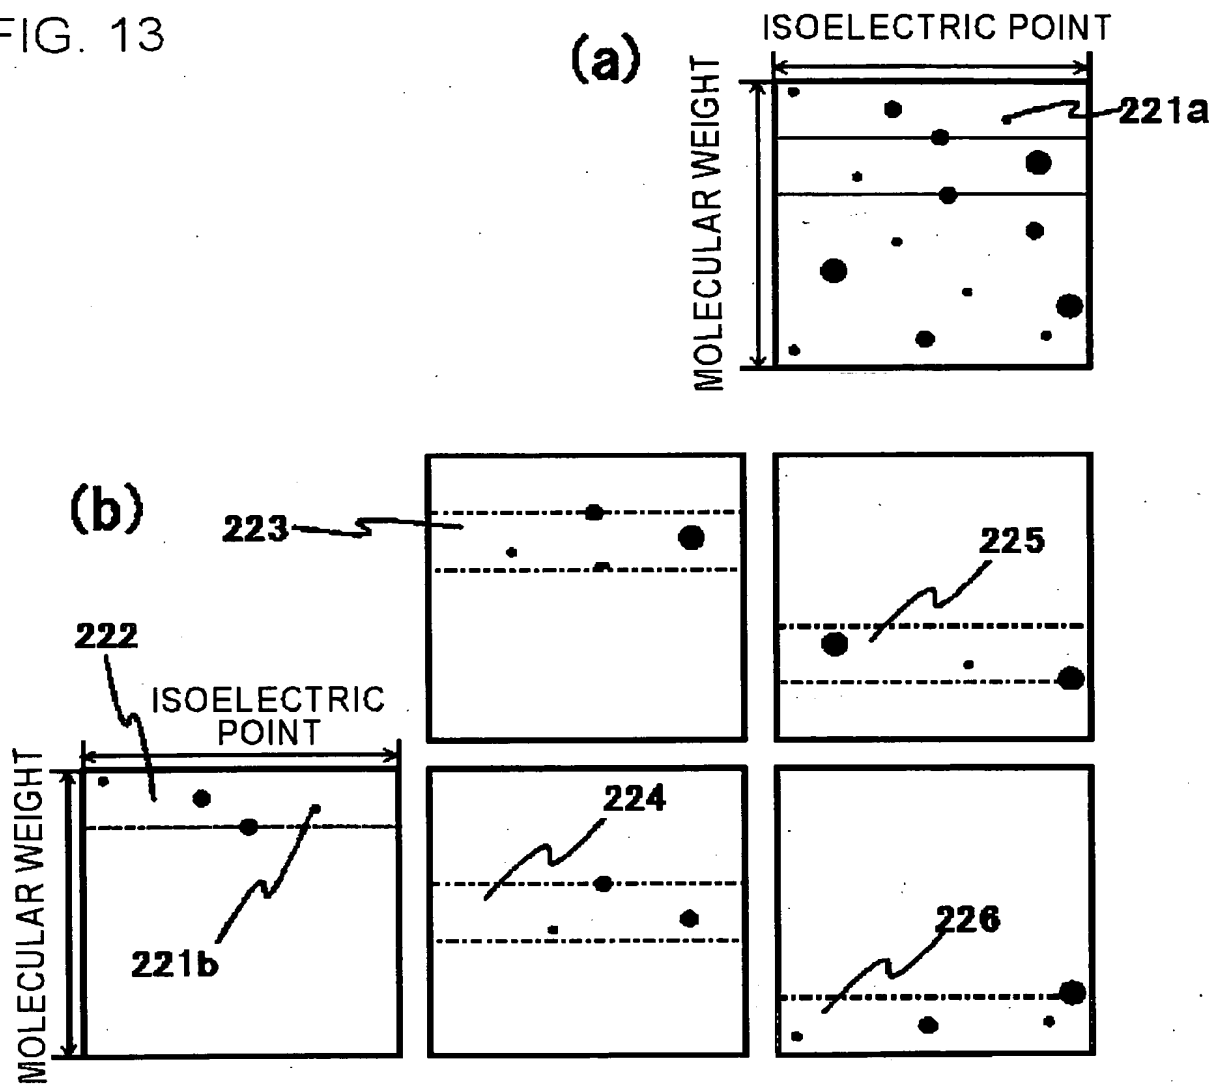 FIG. 13
(a)
ISOELECTRIC POINT
MOLECULAR WEIGHT
221a
(b)
223
225
222
ISOELECTRIC
POINT
MOLECULAR WEIGHT
221b
224
226